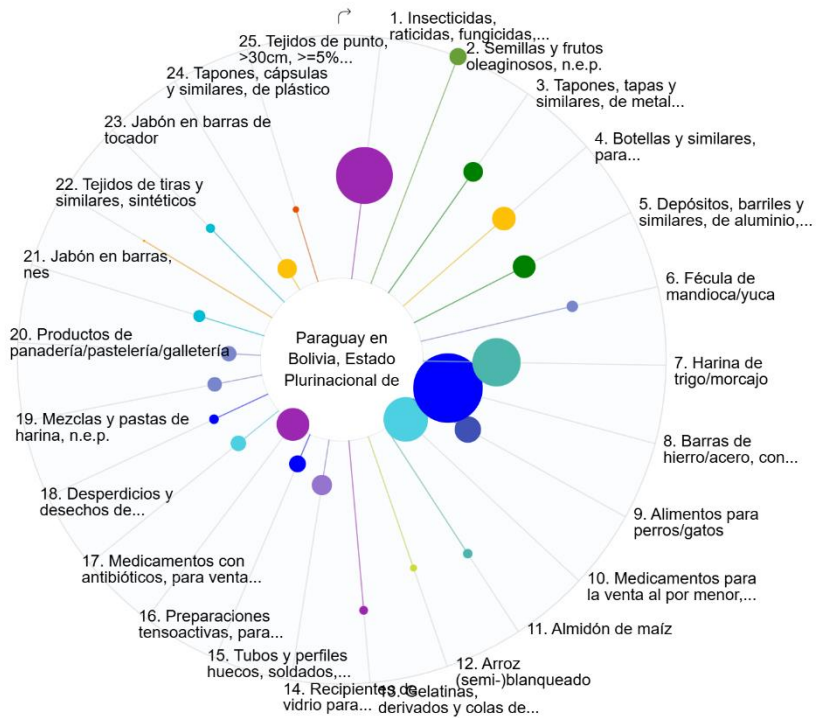 1. Insecticidas,
raticidas, fungicidas,...
2. Semillas y frutos
oleaginosos, n.e.p.
3. Tapones, tapas y
similares, de metal...
4. Botellas y similares,
para...
5. Depósitos, barriles y
similares, de aluminio,...
6. Fécula de
mandioca/yuca
7. Harina de
trigo/morcajo
8. Barras de
hierro/acero, con...
9. Alimentos para
perros/gatos
10. Medicamentos para
la venta al por menor,...
11. Almidón de maíz
12. Arroz
(semi-)blanqueado
13. Gelatinas,
derivados y colas de...
14. Recipientes de
vidrio para...
15. Tubos y perfiles
huecos, soldados,...
16. Preparaciones
tensoactivas, para...
17. Medicamentos con
antibióticos, para venta...
18. Desperdicios y
desechos de...
19. Mezclas y pastas de
harina, n.e.p.
20. Productos de
panadería/pastelería/galletería
21. Jabón en barras,
nes
22. Tejidos de tiras y
similares, sintéticos
23. Jabón en barras de
tocador
24. Tapones, cápsulas
y similares, de plástico
25. Tejidos de punto,
>30cm, >=5%...
Paraguay en
Bolivia, Estado
Plurinacional de